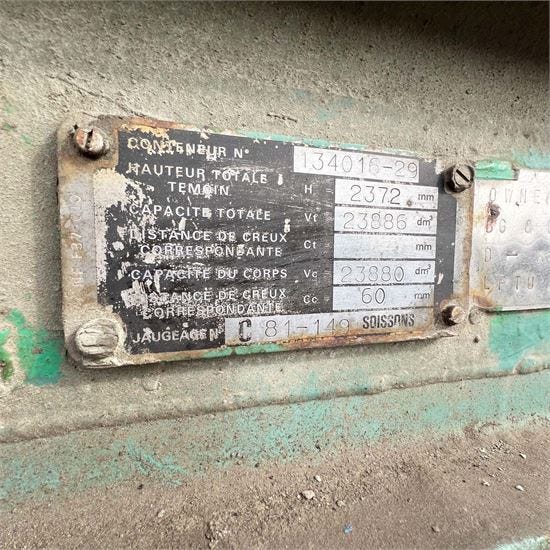 CONTENEUR N° 134016-29
HAUTEUR TOTALE
TEMOIN H = 2372 mm
CAPACITE TOTALE Vt = 23886 dm³
DISTANCE DE CREUX
CORRESPONDANTE Ct = mm
CAPACITE DU CORPS Vc = 23880 dm³
DISTANCE DE CREUX
CORRESPONDANTE Cc = 60 mm
JAUGEAGE N° C 81-149 SOISSONS
OWNE